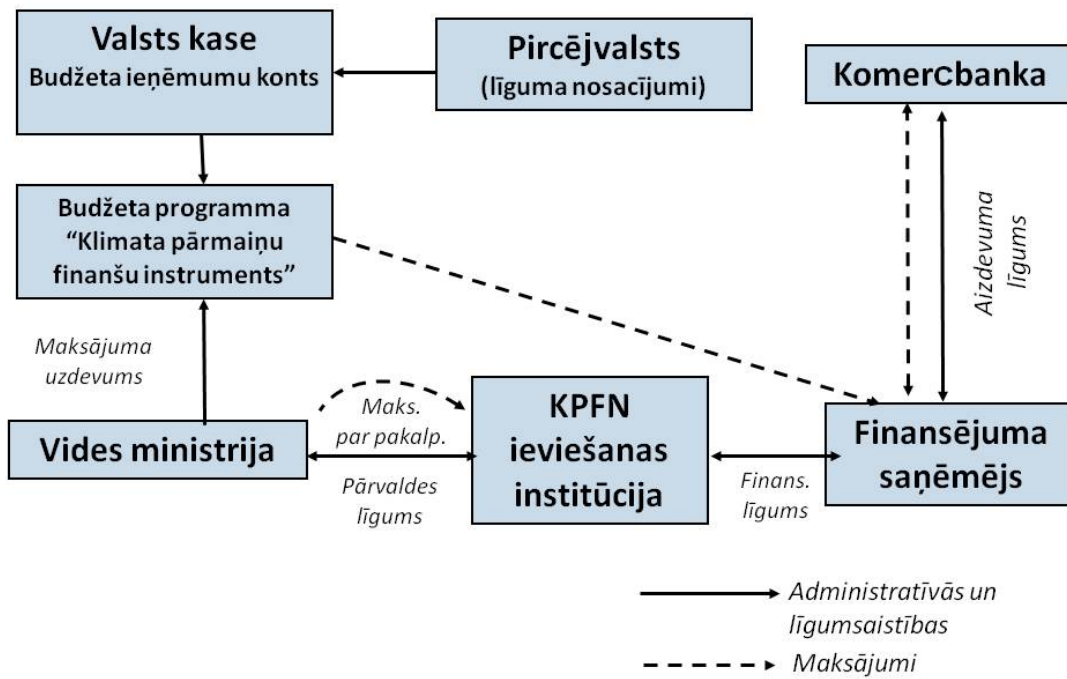 Valsts kase
Budžeta ieņēmumu konts
Pircējvalsts
(līguma nosacījumi)
Komercbanka
Budžeta programma
“Klimata pārmaiņu
finanšu instruments”
Aizdevuma
līgums
Maksājuma
uzdevums
Maks.
par pakalp.
Vides ministrija
Pārvaldes
līgums
KPFN
ieviešanas
institūcija
Finans.
līgums
Finansējuma
saņēmējs
Administratīvās un
līgumsaistības
Maksājumi